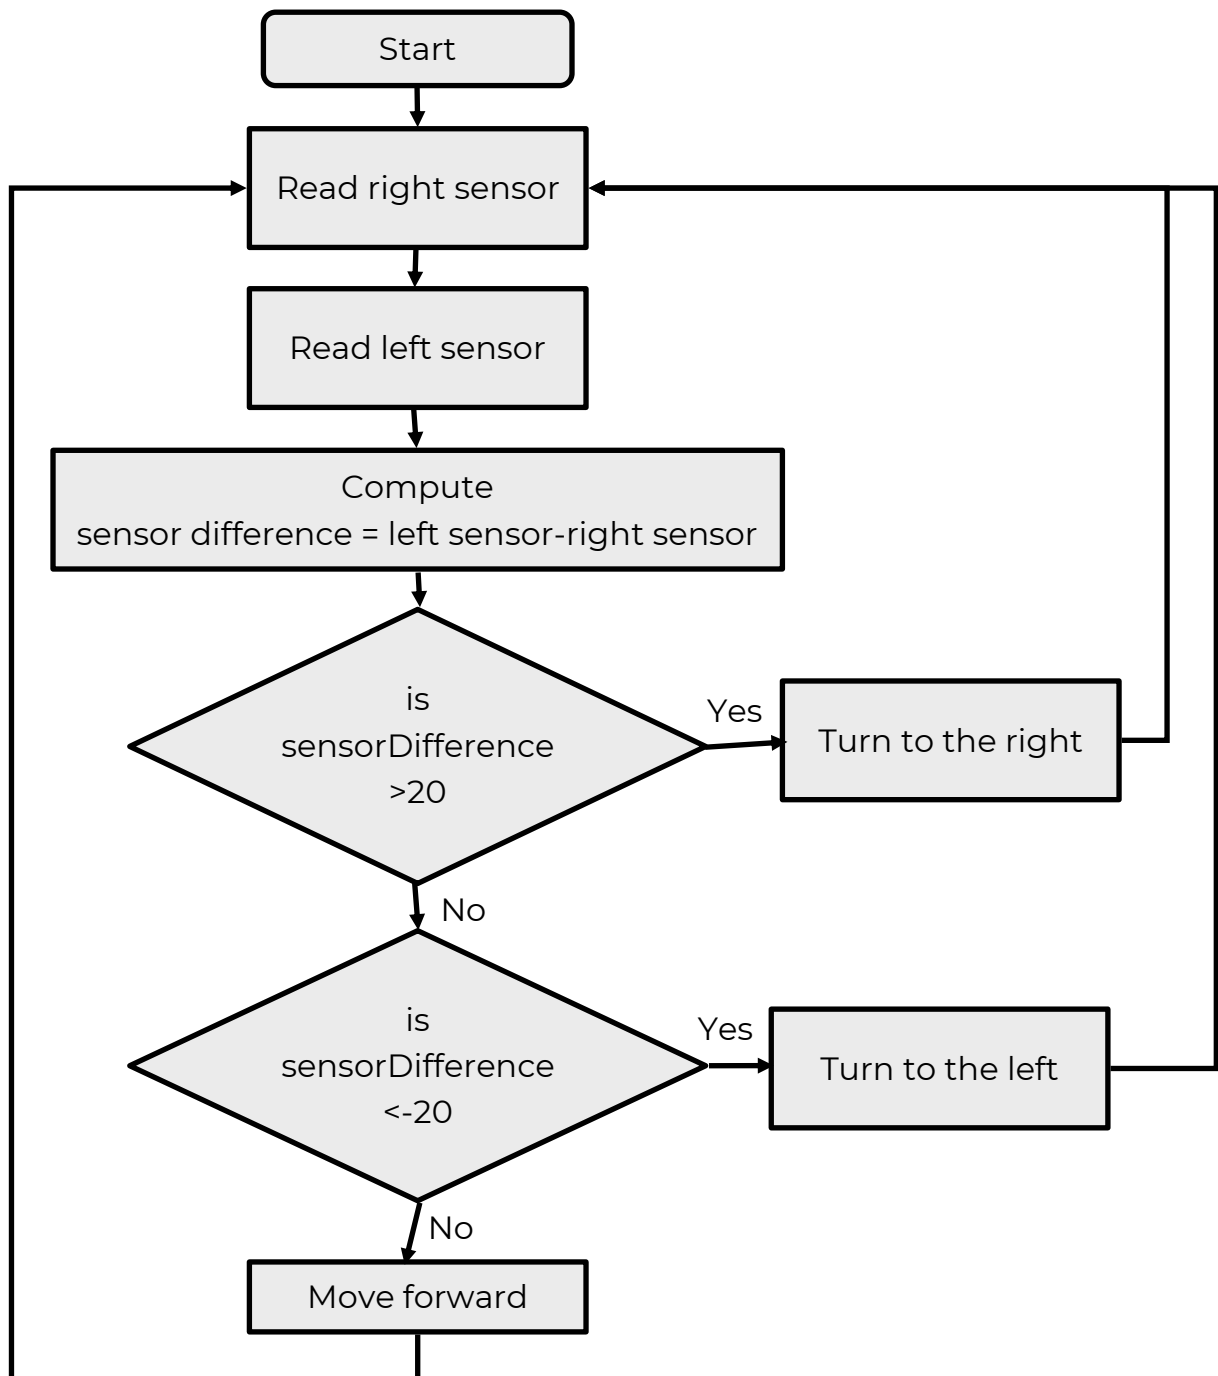 Start
Read right sensor
Read left sensor
Compute
sensor difference = left sensor-right sensor
is
sensorDifference
>20
Yes
Turn to the right
No
is
sensorDifference
<-20
Yes
Turn to the left
No
Move forward